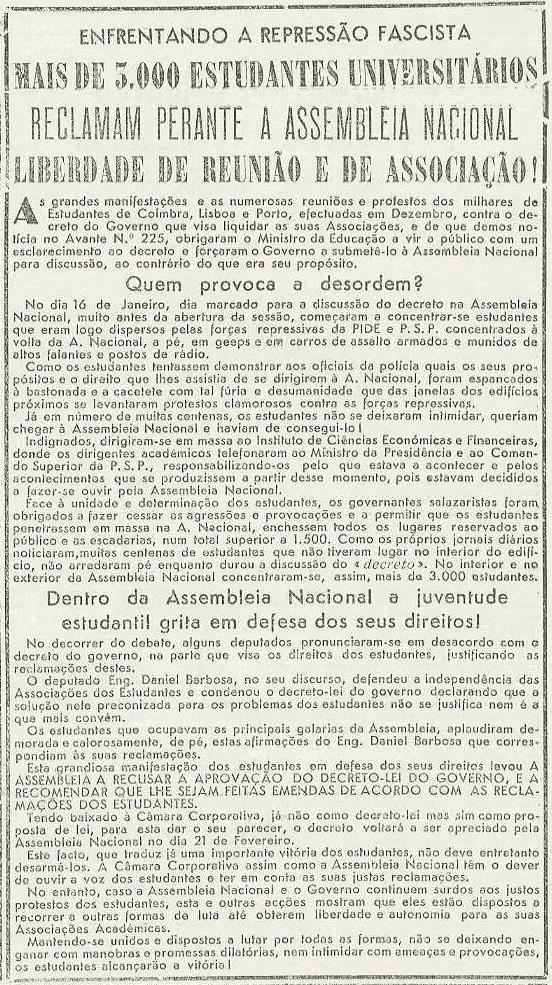 ENFRENTANDO A REPRESSÃO FASCISTA
MAIS DE 3.000 ESTUDANTES UNIVERSITÁRIOS
RECLAMAM PERANTE A ASSEMBLEIA NACIONAL
LIBERDADE DE REUNIÃO E DE ASSOCIAÇÃO!
As grandes manifestações e as numerosas reuniões e protestos dos milhares de
Estudantes de Coimbra, Lisboa e Porto, efectuadas em Dezembro, contra o de-
creto do Governo que visa liquidar as suas Associações, e de que demos no-
tícia no Avante N.º 225, obrigaram o Ministro da Educação a vir a público com um
esclarecimento ao decreto e forçaram o Governo a submetê-lo à Assembleia Nacional
para discussão, ao contrário do que era seu propósito.
Quem provoca a desordem?
No dia 16 de Janeiro, dia marcado para a discussão do decreto na Assembleia
Nacional, muito antes da abertura da sessão, começaram a concentrar-se estudantes
que eram logo dispersos pelas forças repressivas da PIDE e P.S.P. concentrados à
volta da A. Nacional, a pé, em geeps e em carros de assalto armados e munidos de
altos falantes e postos de rádio.
Como os estudantes tentassem demonstrar aos oficiais da polícia quais os seus pro-
pósitos e o direito que lhes assistia de se dirigirem à A. Nacional, foram espancados
à bastonada e a cacetete com tal fúria e desumanidade que das janelas dos edifícios
próximos se levantaram protestos clamorosos contra as forças repressivas.
Já em número de muitas centenas, os estudantes não se deixaram intimidar, queriam
chegar à Assembleia Nacional e haviam de consegui-lo!
Indignados, dirigiram-se em massa ao Instituto de Ciências Económicas e Financeiras,
donde os dirigentes académicos telefonaram ao Ministro da Presidência e ao Coman-
do Superior da P.S.P., responsabilizando-os pelo que estava a acontecer e pelos
acontecimentos que se produzissem a partir desse momento, pois estavam decididos
a fazer-se ouvir pela Assembleia Nacional.
Face à unidade e determinação dos estudantes, os governantes salazaristas foram
obrigados a fazer cessar as agressões e provocações e a permitir que os estudantes
penetrassem em massa na A. Nacional, enchessem todos os lugares reservados ao
público e as escadarias, num total superior a 1.500. Como os próprios jornais diários
noticiaram, muitas centenas de estudantes que não tiveram lugar no interior do edifí-
cio, não arredaram pé enquanto durou a discussão do «decreto». No interior e no
exterior da Assembleia Nacional concentraram-se, assim, mais de 3.000 estudantes.
Dentro da Assembleia Nacional a juventude
estudantil grita em defesa dos seus direitos!
No decorrer do debate, alguns deputados pronunciaram-se em desacordo com o
decreto do governo, na parte que visa os direitos dos estudantes, justificando as
reclamações destes.
O deputado Eng. Daniel Barbosa, no seu discurso, defendeu a independência das
Associações dos Estudantes e condenou o decreto-lei do governo declarando que a
solução nele preconizada para os problemas dos estudantes não se justifica nem é a
que mais convém.
Os estudantes que ocupavam as principais galarias da Assembleia, aplaudiram de-
morada e calorosamente, de pé, estas afirmações do Eng. Daniel Barbosa que corres-
pondiam às suas reclamações.
Esta grandiosa manifestação dos estudantes em defesa dos seus direitos levou A
ASSEMBLEIA A RECUSAR A APROVAÇÃO DO DECRETO-LEI DO GOVERNO, E A
RECOMENDAR QUE LHE SEJAM FEITAS EMENDAS DE ACORDO COM AS RECLA-
MAÇÕES DOS ESTUDANTES.
Tendo baixado à Câmara Corporativa, já não como decreto-lei mas sim como pro-
posta de lei, para esta dar o seu parecer, o decreto voltará a ser apreciado pela
Assembleia Nacional no dia 21 de Fevereiro.
Este facto, que traduz já uma importante vitória dos estudantes, não deve entretanto
desarmá-los. A Câmara Corporativa assim como a Assembleia Nacional têm o dever
de ouvir a voz dos estudantes e ter em conta as suas justas reclamações.
No entanto, caso a Assembleia Nacional e o Governo continuem surdos aos justos
protestos dos estudantes, esta e outras acções mostram que eles estão dispostos a
recorrer a outras formas de luta até obterem liberdade e autonomia para as suas
Associações Académicas.
Mantendo-se unidos e dispostos a lutar por todas as formas, não se deixando en-
ganar com manobras e promessas dilatórias, nem intimidar com ameaças e provocações,
os estudantes alcançarão a vitória!